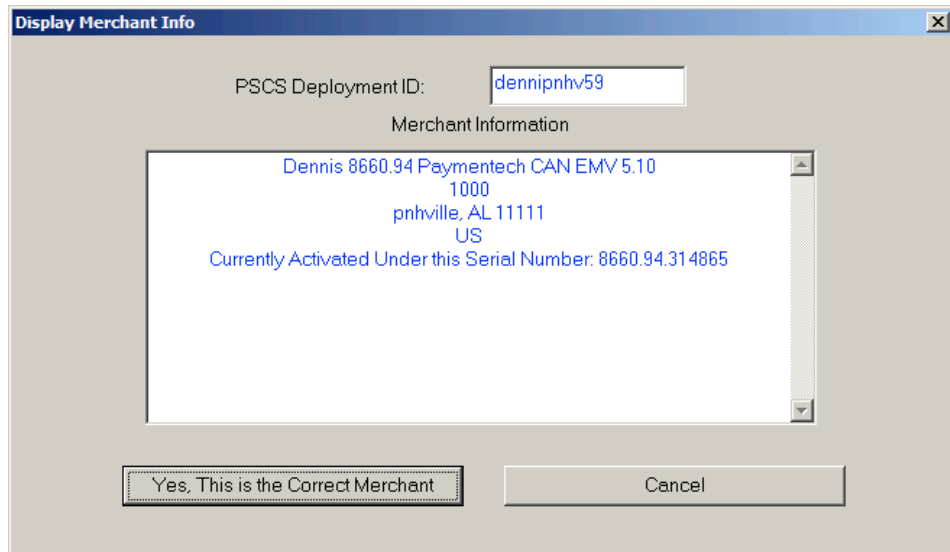 Display Merchant Info
PSCS Deployment ID: dennipnhv59
Merchant Information
Dennis 8660.94 Paymentech CAN EMV 5.10
1000
pnhville, AL 11111
US
Currently Activated Under this Serial Number: 8660.94.314865
Yes, This is the Correct Merchant
Cancel